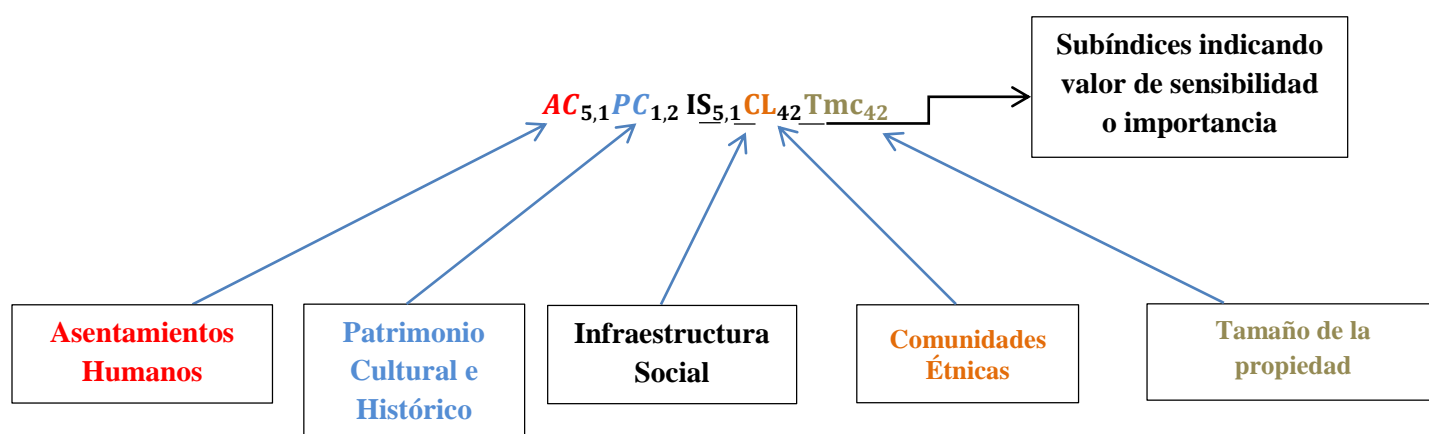 Subíndices indicando
valor de sensibilidad
o importancia
AC5,1PC1,2 IS5,1CL42Tmc42
Asentamientos
Humanos
Patrimonio
Cultural e
Histórico
Infraestructura
Social
Comunidades
Étnicas
Tamaño de la
propiedad